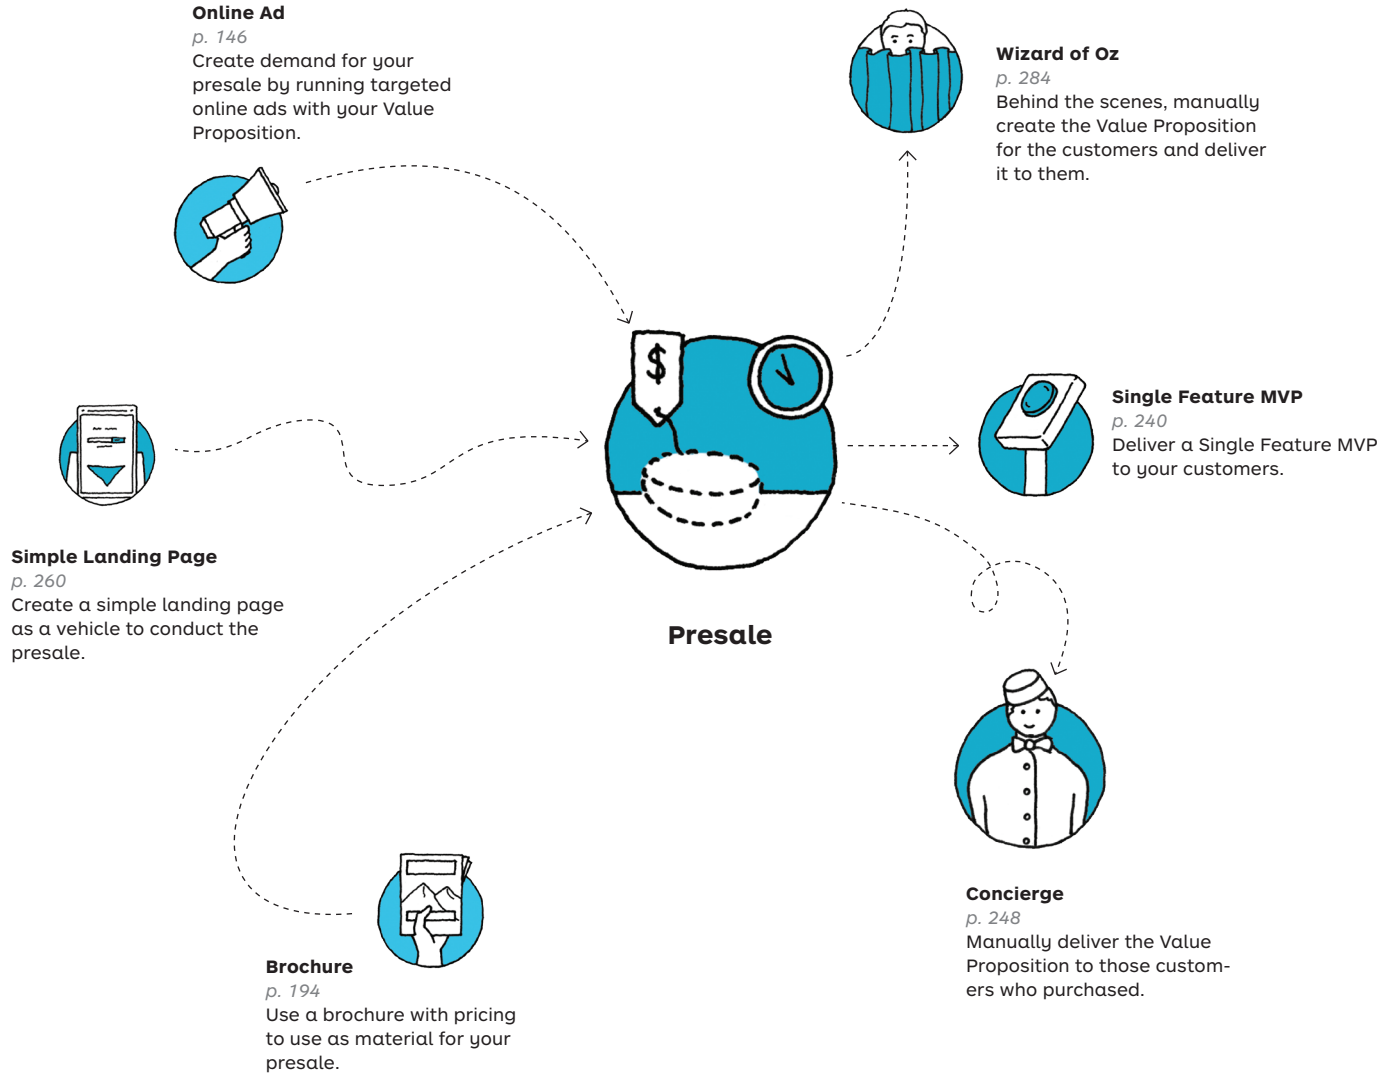 Online Ad
p. 146
Create demand for your
presale by running targeted
online ads with your Value
Proposition.
Wizard of Oz
p. 284
Behind the scenes, manually
create the Value Proposition
for the customers and deliver
it to them.
$
Single Feature MVP
p. 240
Deliver a Single Feature MVP
to your customers.
Simple Landing Page
p. 260
Create a simple landing page
as a vehicle to conduct the
presale.
Presale
Concierge
p. 248
Manually deliver the Value
Proposition to those custom-
ers who purchased.
Brochure
p. 194
Use a brochure with pricing
to use as material for your
presale.